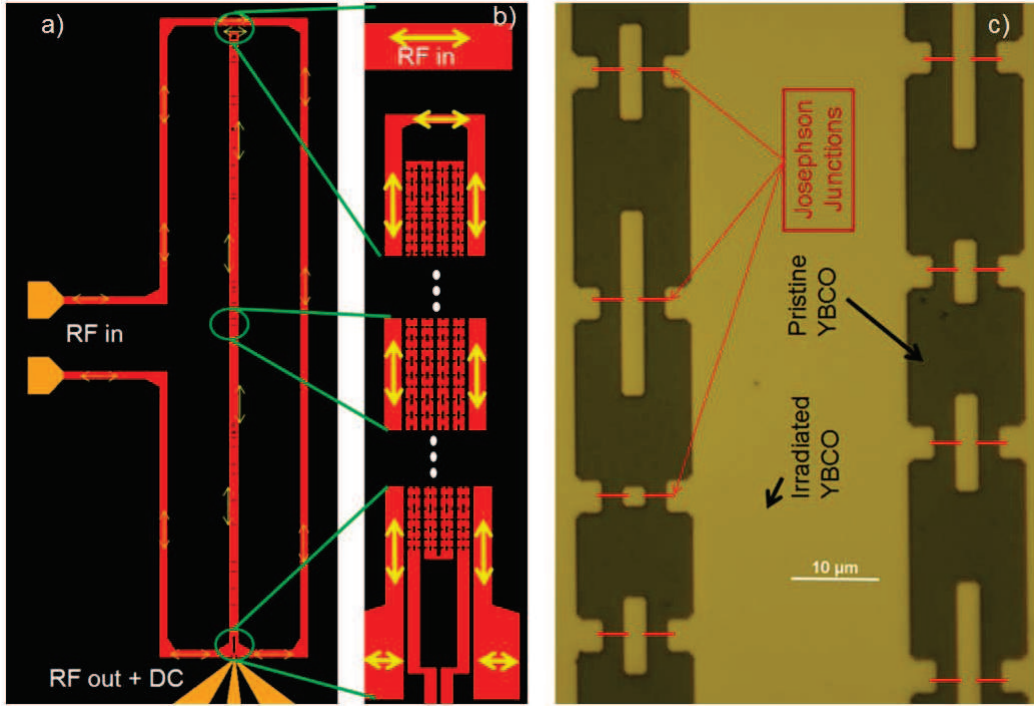 a)
RF in
RF out + DC
b)
RF in
c)
Josephson
Junctions
Pristine
YBCO
Irradiated
YBCO
10 µm